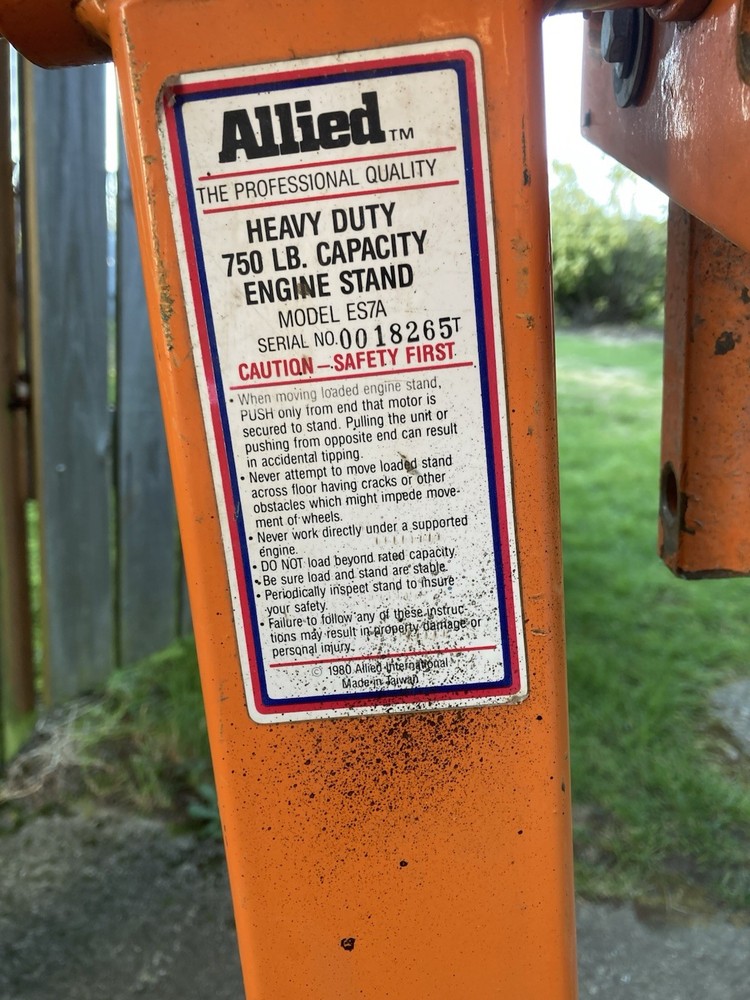 Allied™
THE PROFESSIONAL QUALITY
HEAVY DUTY
750 LB. CAPACITY
ENGINE STAND
MODEL ES7A
SERIAL NO. 0018265T
CAUTION – SAFETY FIRST
• When moving loaded engine stand,
PUSH only from end that motor is
secured to stand. Pulling the unit or
pushing from opposite end can result
in accidental tipping.
• Never attempt to move loaded stand
across floor having cracks or other
obstacles which might impede move-
ment of wheels.
• Never work directly under a supported
engine.
• DO NOT load beyond rated capacity.
• Be sure load and stand are stable.
• Periodically inspect stand to insure
your safety.
• Failure to follow any of these instruc-
tions may result in property damage or
personal injury.
© 1980 Allied International
Made in Taiwan